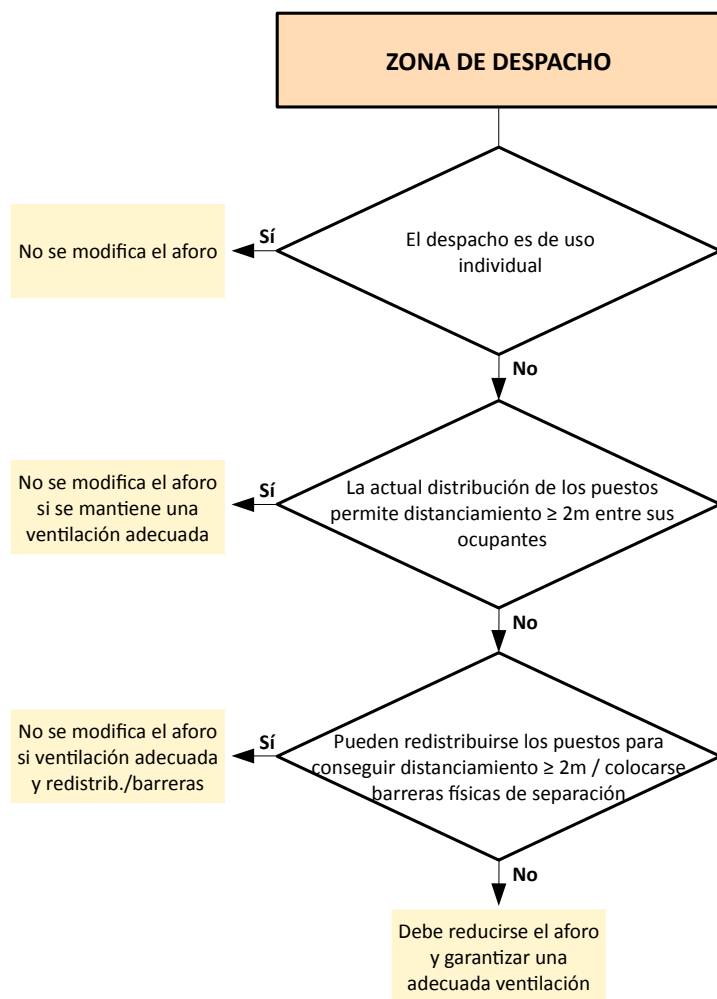 ZONA DE DESPACHO
El despacho es de uso
individual
Sí
No se modifica el aforo
No
La actual distribución de los puestos
permite distanciamiento ≥ 2m entre sus
ocupantes
Sí
No se modifica el aforo
si se mantiene una
ventilación adecuada
No
Pueden redistribuirse los puestos para
conseguir distanciamiento ≥ 2m / colocarse
barreras físicas de separación
Sí
No se modifica el aforo
si ventilación adecuada
y redistrib./barreras
No
Debe reducirse el aforo
y garantizar una
adecuada ventilación